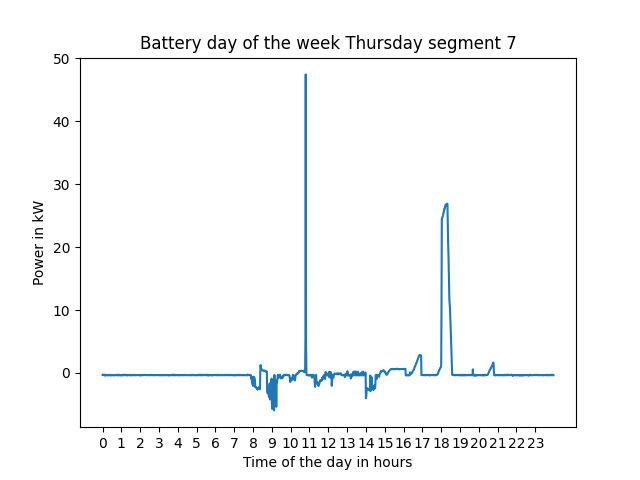 Battery day of the week Thursday segment 7
50
40
30
20
10
0
Power in kW
0 1 2 3 4 5 6 7 8 9 10 11 12 13 14 15 16 17 18 19 20 21 22 23
Time of the day in hours